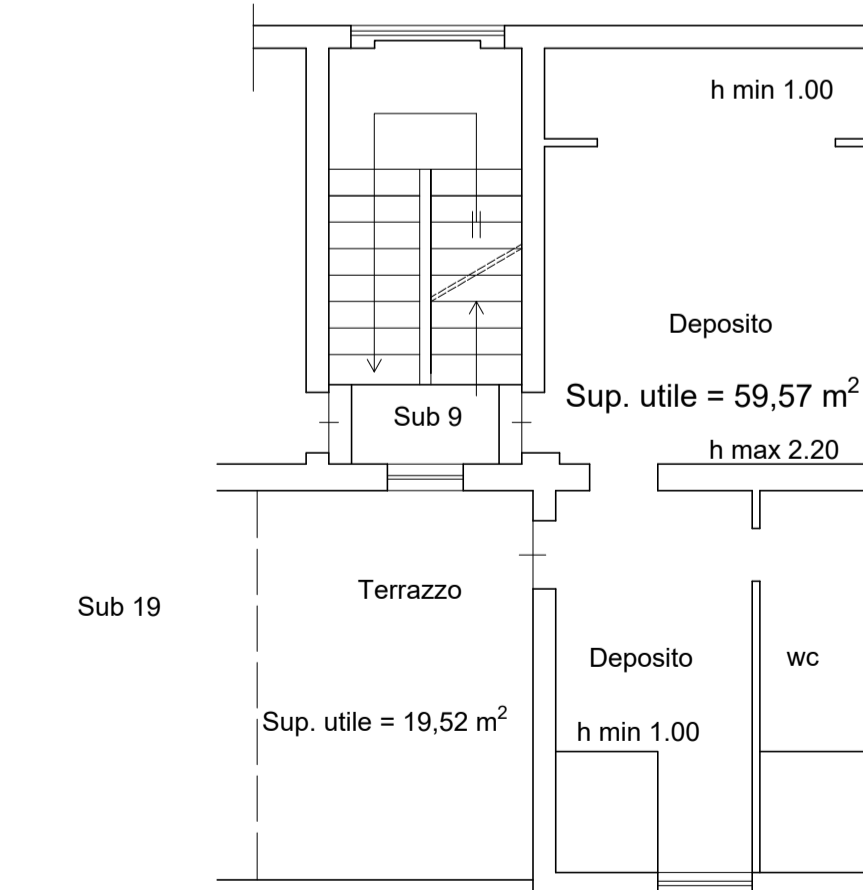 h min 1.00
Deposito
Sup. utile = 59,57 m²
Sub 9
h max 2.20
Terrazzo
Sub 19
Deposito
wc
Sup. utile = 19,52 m²
h min 1.00